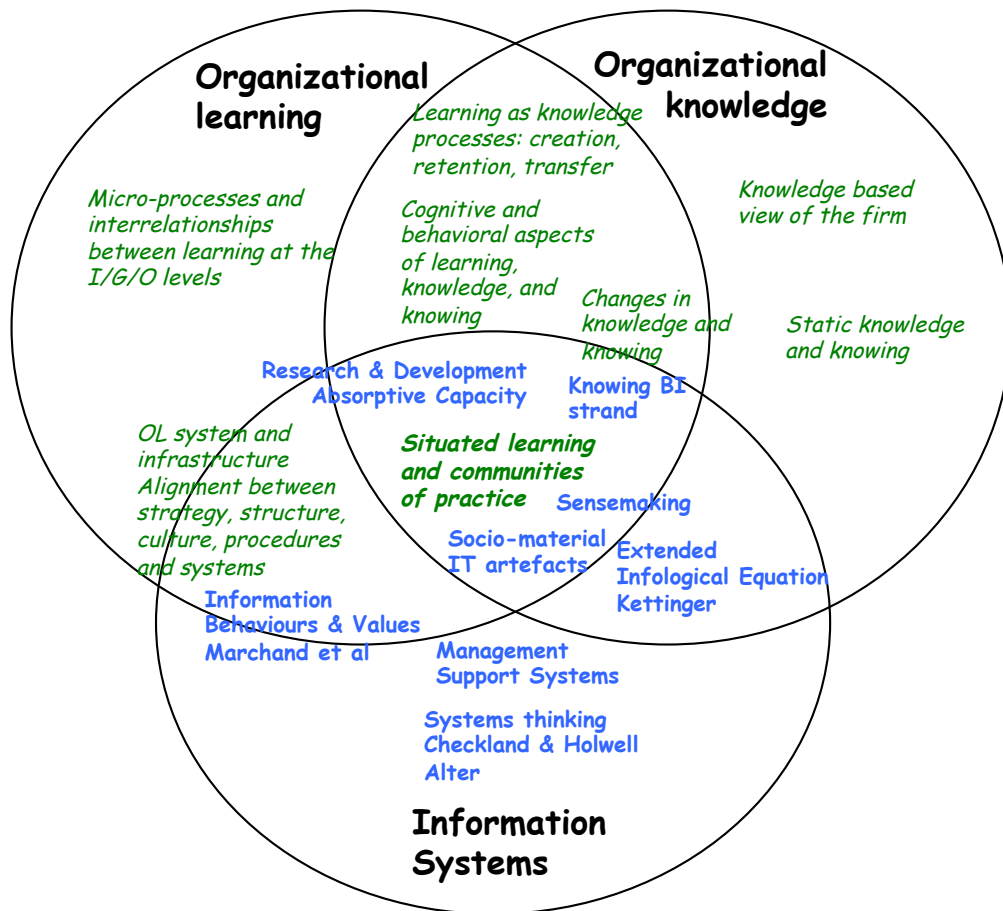 Organizational
learning
Organizational
knowledge
Learning as knowledge
processes: creation,
retention, transfer
Micro-processes and
interrelationships
between learning at the
I/G/O levels
Knowledge based
view of the firm
Cognitive and
behavioral aspects
of learning,
knowledge, and
knowing
Changes in
knowledge and
knowing
Static knowledge
and knowing
Research & Development
Absorptive Capacity
Knowing BI
strand
OL system and
infrastructure
Alignment between
strategy, structure,
culture, procedures
and systems
Situated learning
and communities
of practice
Sensemaking
Socio-material
IT artefacts
Extended
Infological Equation
Kettinger
Information
Behaviours & Values
Marchand et al
Management
Support Systems
Systems thinking
Checkland & Holwell
Alter
Information
Systems